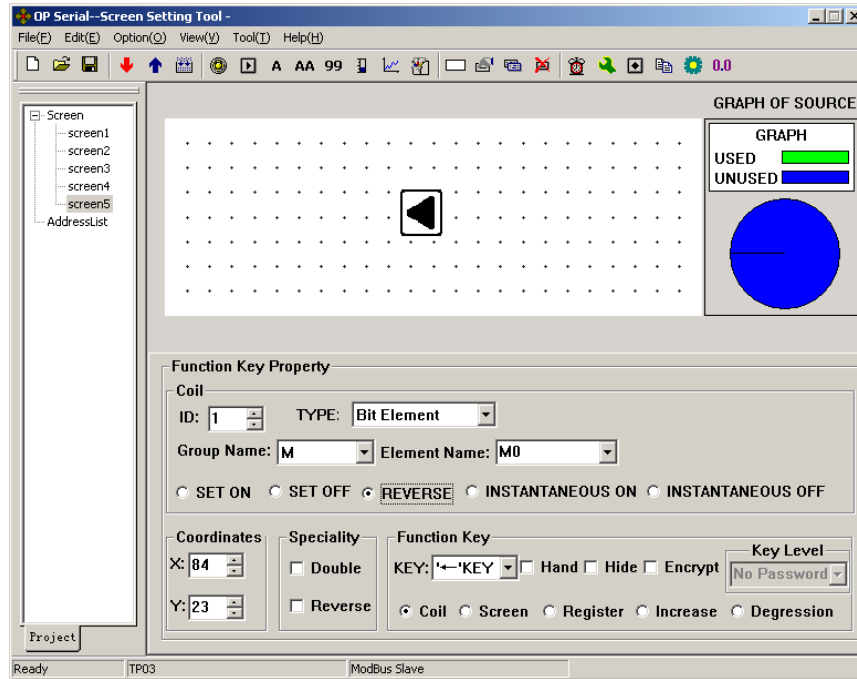 OP Serial--Screen Setting Tool -
File(F) Edit(E) Option(O) View(V) Tool(T) Help(H)
A AA 99 0.0
Screen
screen1
screen2
screen3
screen4
screen5
AddressList
Project
GRAPH OF SOURCE
GRAPH
USED
UNUSED
Function Key Property
Coil
ID: 1 TYPE: Bit Element
Group Name: M Element Name: M0
SET ON SET OFF REVERSE INSTANTANEOUS ON INSTANTANEOUS OFF
Coordinates
X: 84
Y: 23
Speciality
Double
Reverse
Function Key
KEY: '←'KEY Hand Hide Encrypt
Key Level
No Password
Coil Screen Register Increase Degression
Ready TP03 ModBus Slave